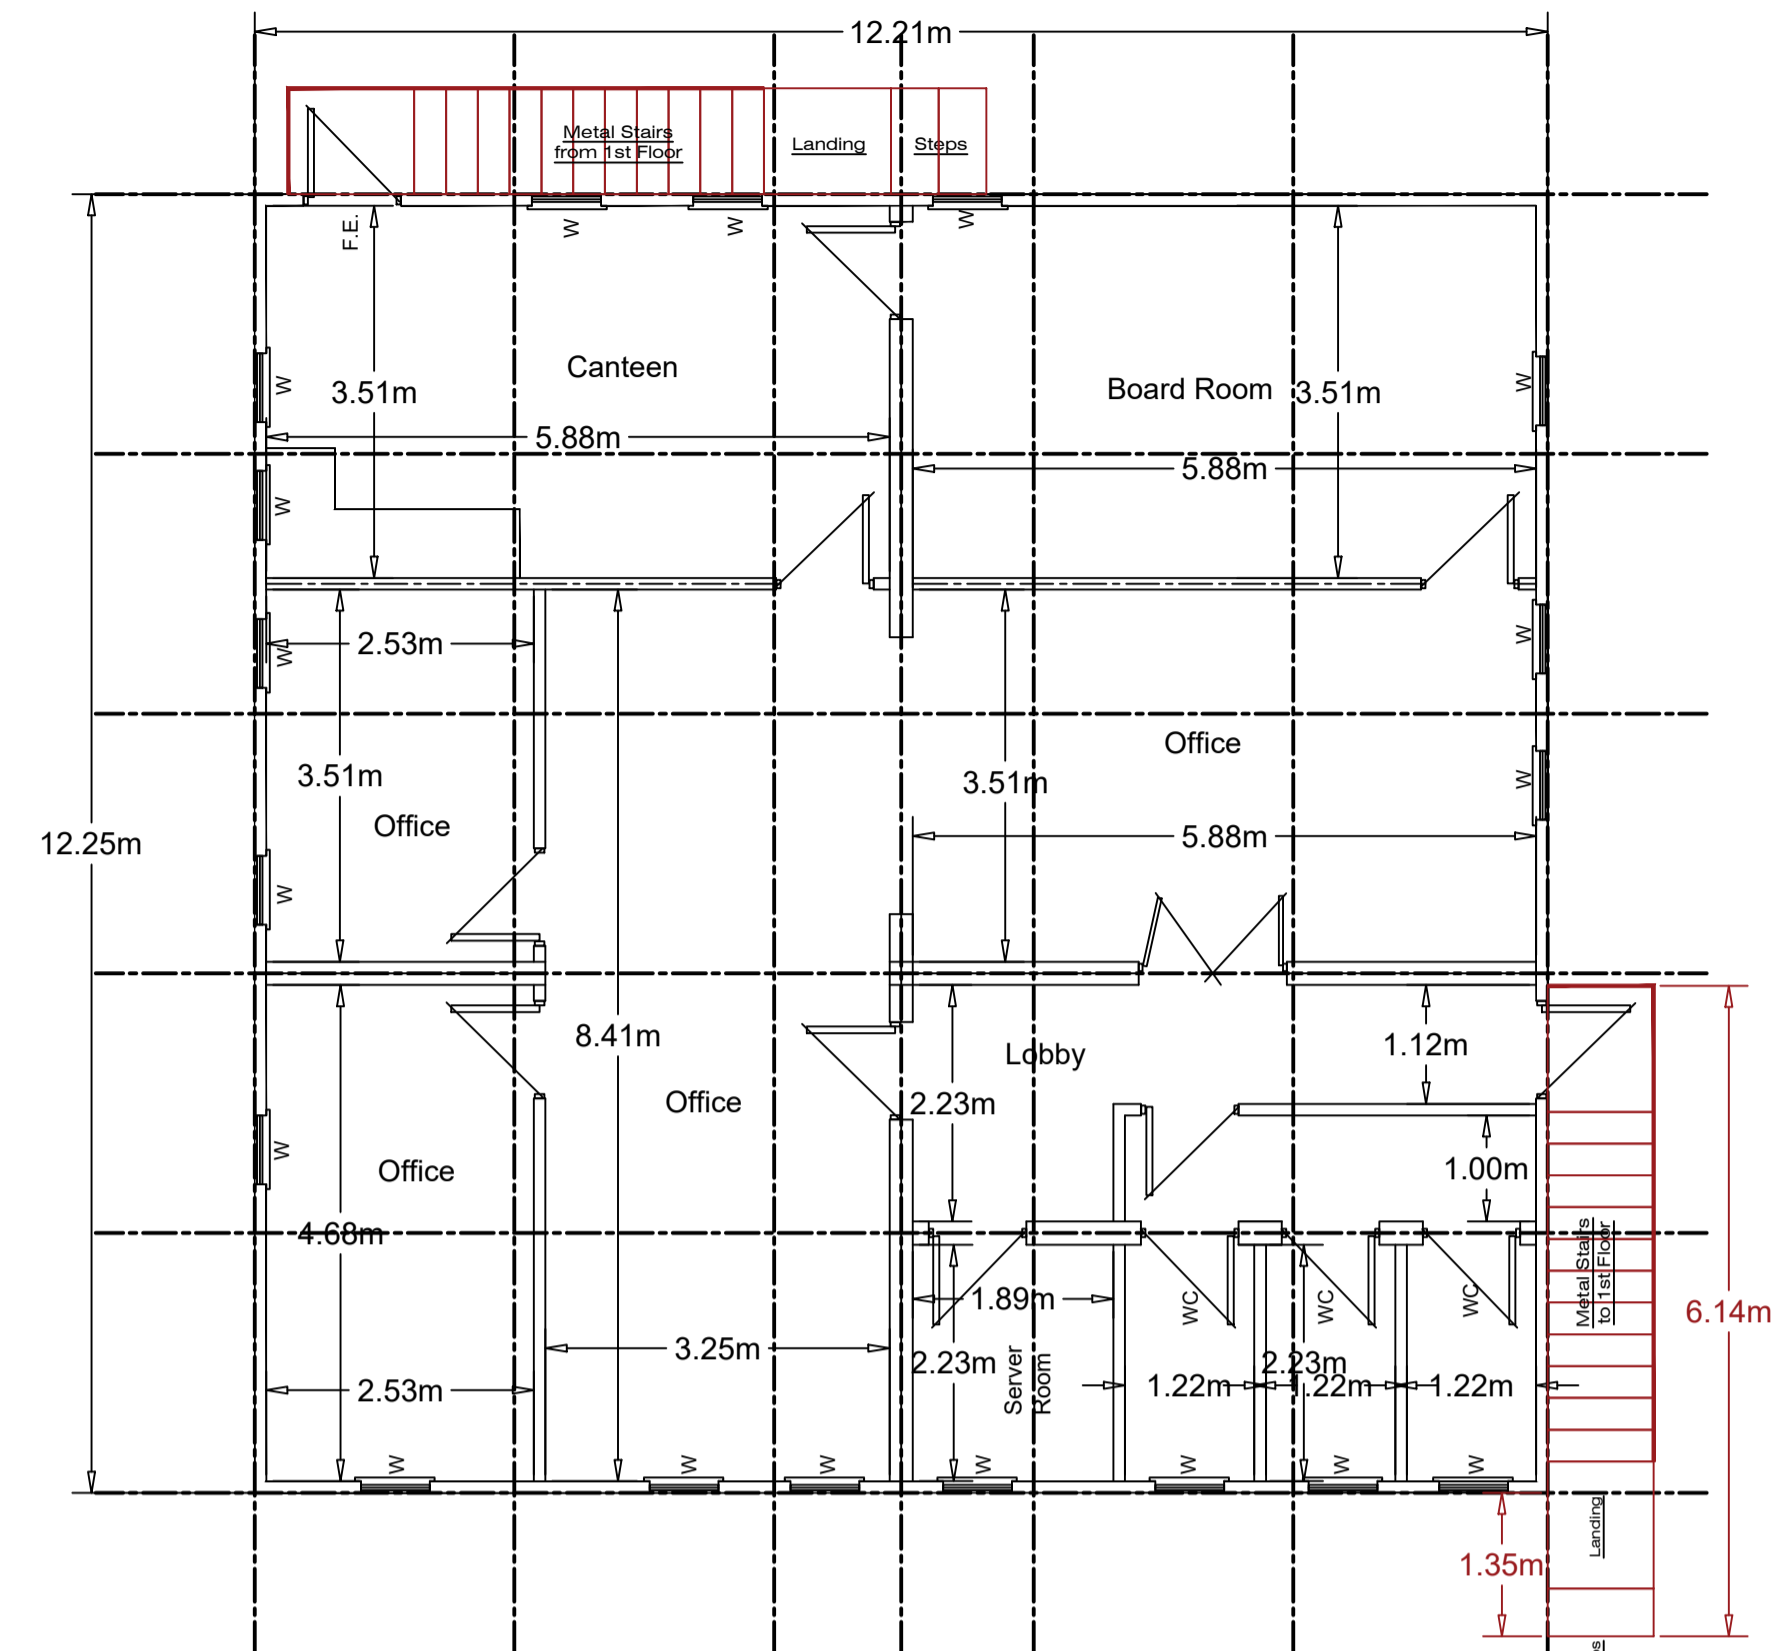 12.21m
Metal Stairs
from 1st Floor
Landing
Steps
F.E.
W
W
W
Canteen
Board Room
3.51m
3.51m
W
W
5.88m
5.88m
W
2.53m
W
W
Office
3.51m
3.51m
W
Office
5.88m
12.25m
W
8.41m
Lobby
1.12m
Office
2.23m
W
Office
1.00m
4.68m
Metal Stairs
to 1st Floor
1.89m
WC
WC
WC
6.14m
3.25m
2.23m
Server
Room
2.23m
2.53m
1.22m
1.22m
1.22m
W
W
W
W
W
W
W
Landing
1.35m